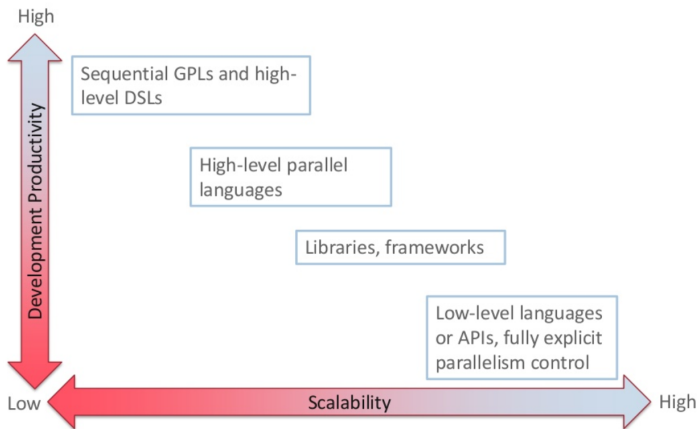 High
Sequential GPLs and high-
level DSLs
Development Productivity
High-level parallel
languages
Libraries, frameworks
Low-level languages
or APIs, fully explicit
parallelism control
Low
Scalability
High